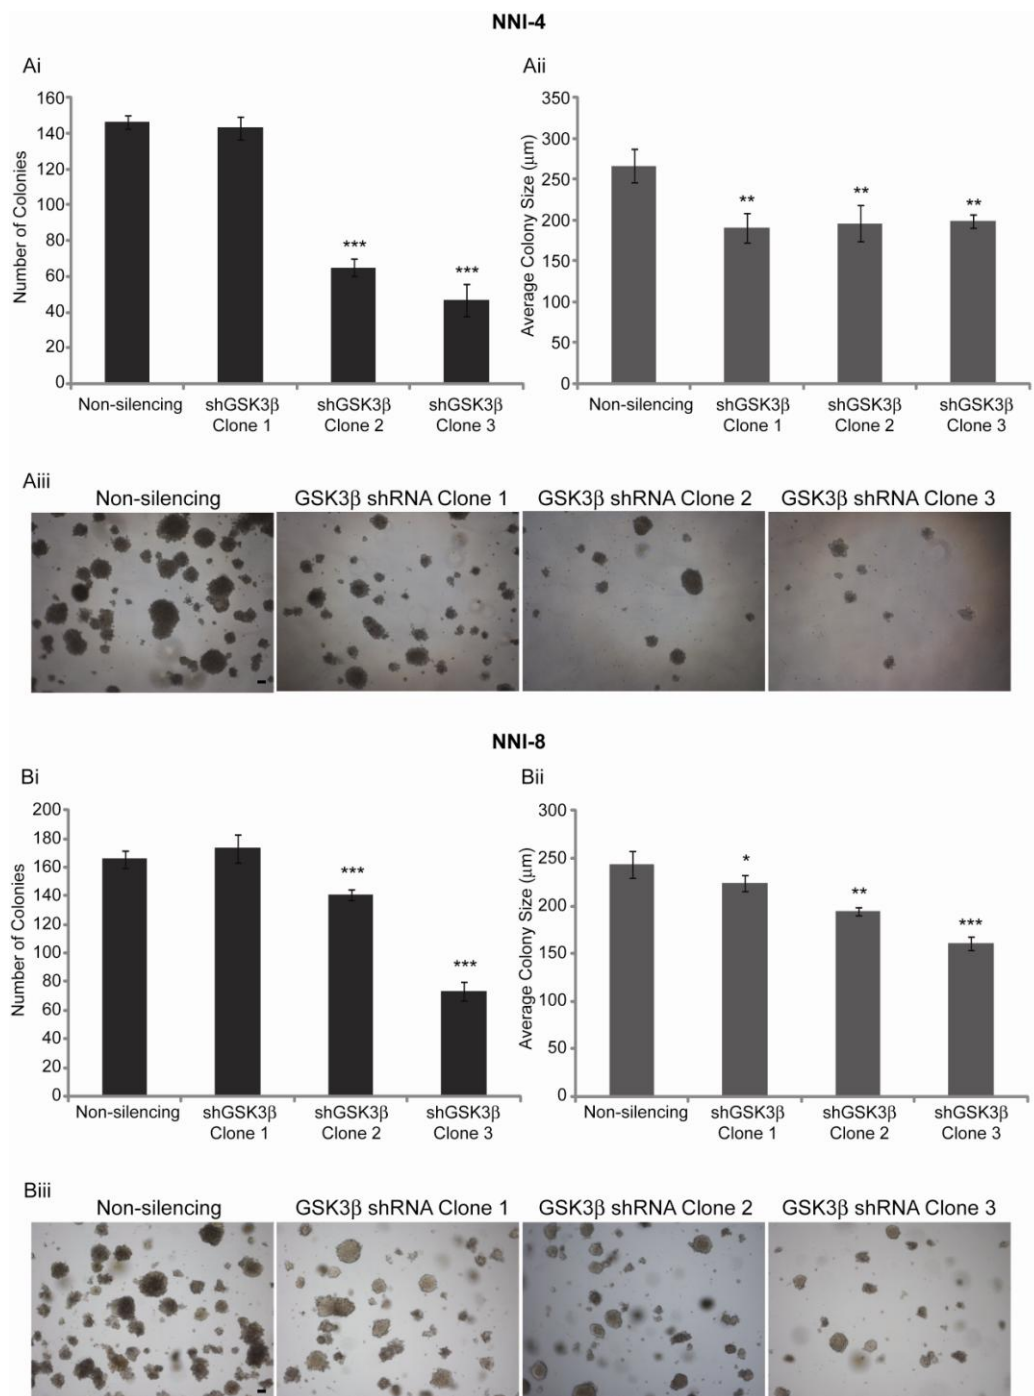 NNI-4
Ai
Number of Colonies
160
140
120
100
80
60
40
20
0
***
***
Non-silencing
shGSK3β
Clone 1
shGSK3β
Clone 2
shGSK3β
Clone 3
Aii
Average Colony Size (μm)
350
300
250
200
150
100
50
0
**
**
**
Non-silencing
shGSK3β
Clone 1
shGSK3β
Clone 2
shGSK3β
Clone 3
Aiii
Non-silencing
GSK3β shRNA Clone 1
GSK3β shRNA Clone 2
GSK3β shRNA Clone 3
NNI-8
Bi
Number of Colonies
200
180
160
140
120
100
80
60
40
20
0
***
***
Non-silencing
shGSK3β
Clone 1
shGSK3β
Clone 2
shGSK3β
Clone 3
Bii
Average Colony Size (μm)
300
250
200
150
100
50
0
*
**
***
Non-silencing
shGSK3β
Clone 1
shGSK3β
Clone 2
shGSK3β
Clone 3
Biii
Non-silencing
GSK3β shRNA Clone 1
GSK3β shRNA Clone 2
GSK3β shRNA Clone 3